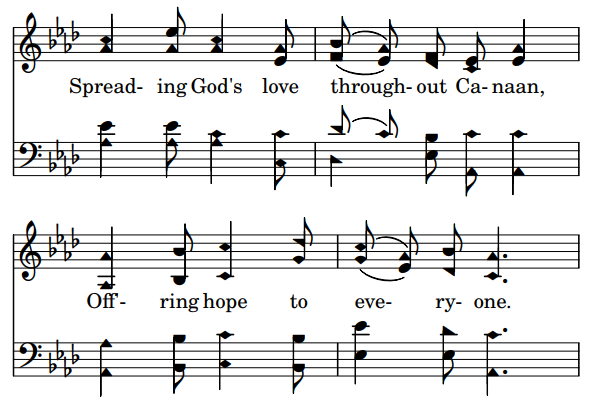 Spread- ing God's love through- out Ca- naan,
Off'- ring hope to eve- ry- one.